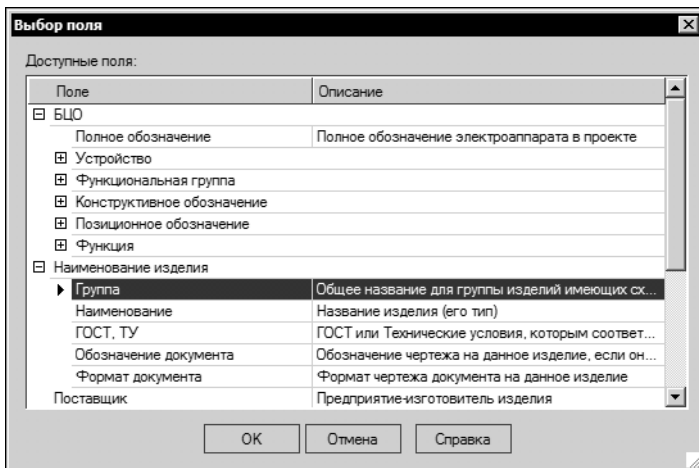 Выбор поля
Доступные поля:
Поле Описание
БЦО
Полное обозначение Полное обозначение электроаппарата в проекте
Устройство
Функциональная группа
Конструктивное обозначение
Позиционное обозначение
Функция
Наименование изделия
Группа Общее название для группы изделий имеющих сх...
Наименование Название изделия (его тип)
ГОСТ, ТУ ГОСТ или Технические условия, которым соответ...
Обозначение документа Обозначение чертежа на данное изделие, если он...
Формат документа Формат чертежа документа на данное изделие
Поставщик Предприятие-изготовитель изделия
OK Отмена Справка